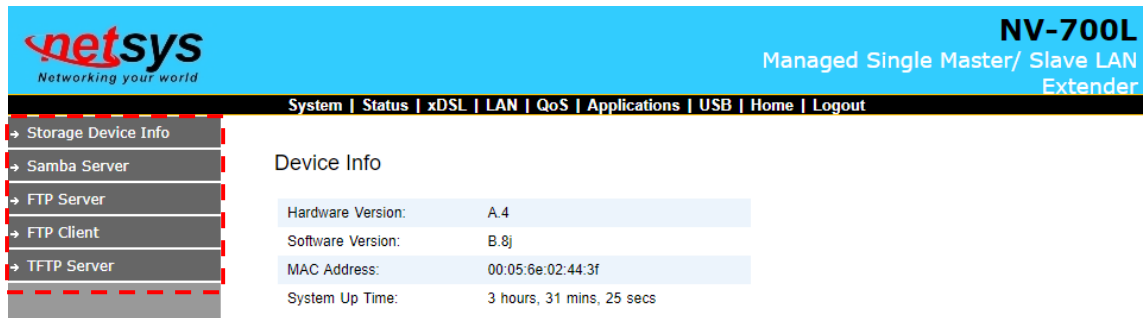 netsys
Networking your world
NV-700L
Managed Single Master/ Slave LAN
Extender
System | Status | xDSL | LAN | QoS | Applications | USB | Home | Logout
Storage Device Info
Samba Server
FTP Server
FTP Client
TFTP Server
Device Info
Hardware Version: A.4
Software Version: B.8j
MAC Address: 00:05:6e:02:44:3f
System Up Time: 3 hours, 31 mins, 25 secs